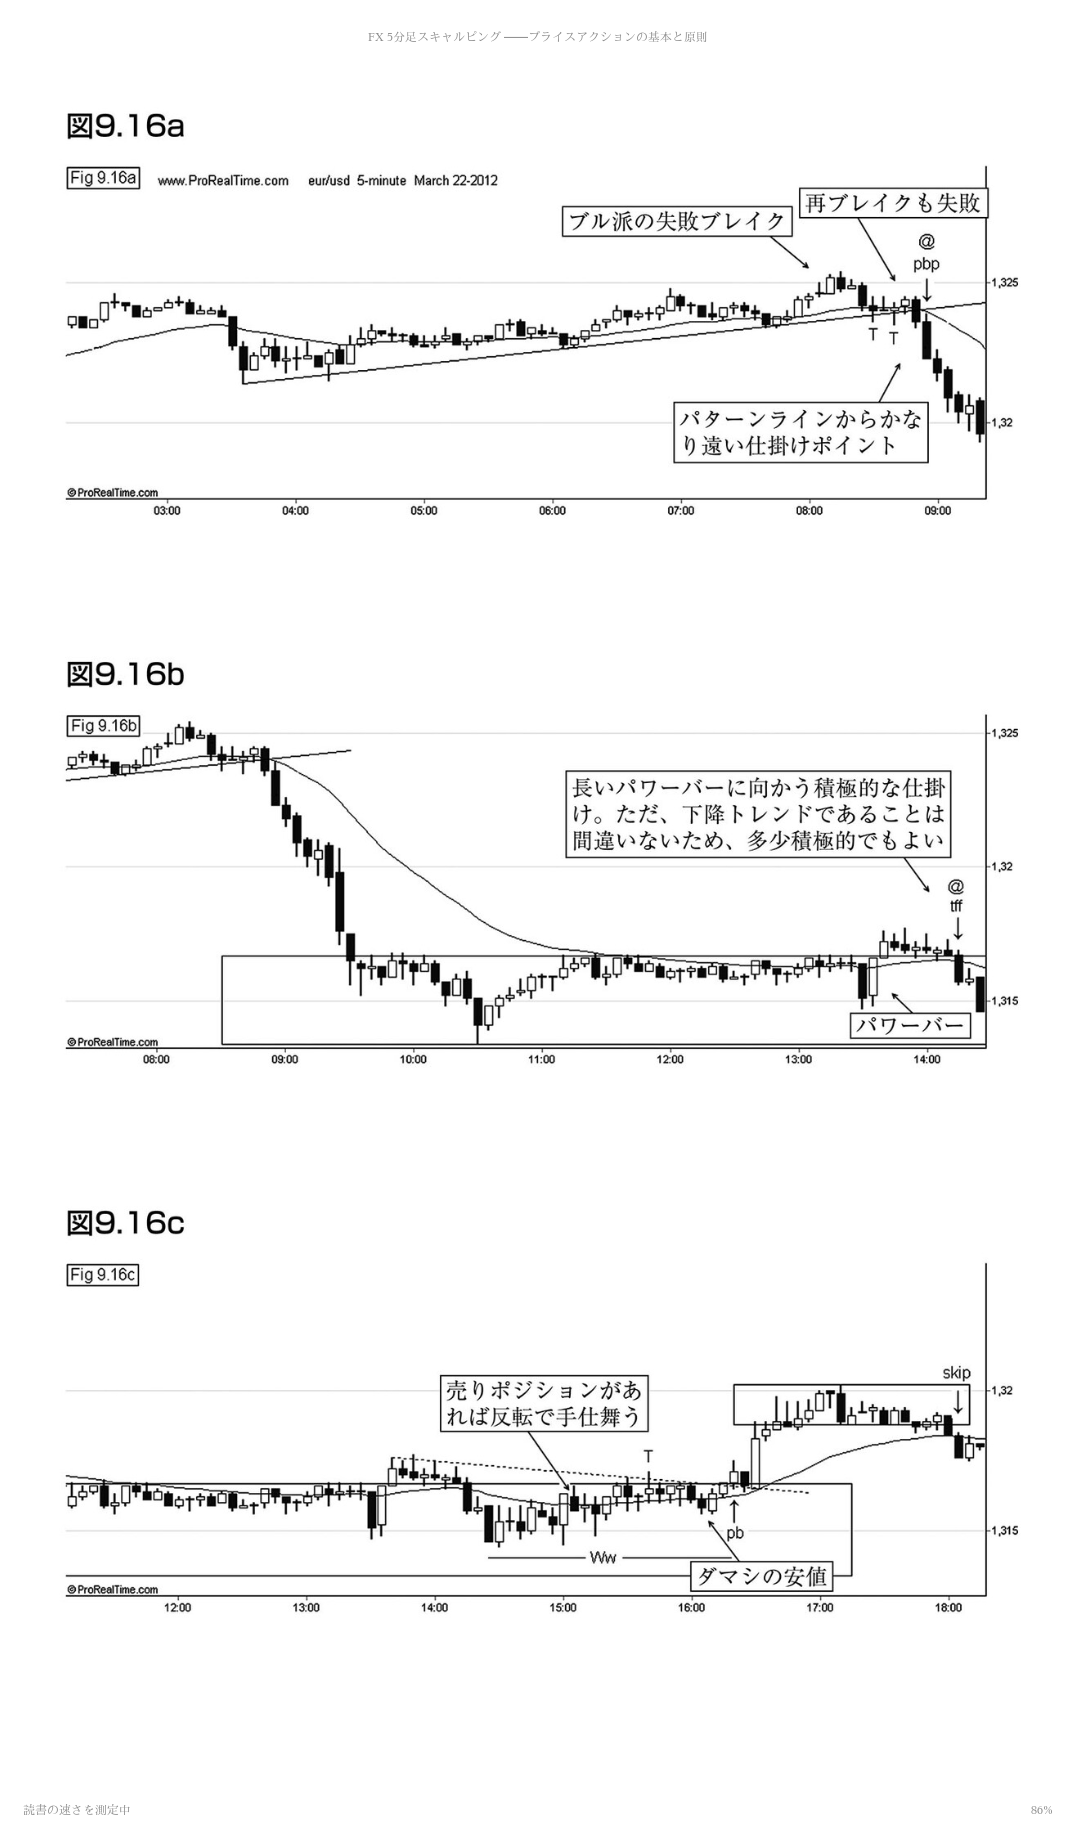 FX 5分足スキャルピング ――プライスアクションの基本と原則
図9.16a
Fig 9.16a www.ProRealTime.com eur/usd 5-minute March 22-2012
再ブレイクも失敗
ブル派の失敗ブレイク
@
pbp
1,325
T T
パターンラインからかな
り遠い仕掛けポイント
1,32
©ProRealTime.com
03:00 04:00 05:00 06:00 07:00 08:00 09:00
図9.16b
Fig 9.16b
1,325
長いパワーバーに向かう積極的な仕掛
け。ただ、下降トレンドであることは
間違いないため、多少積極的でもよい
1,32
@
tff
1,315
パワーバー
©ProRealTime.com
08:00 09:00 10:00 11:00 12:00 13:00 14:00
図9.16c
Fig 9.16c
skip
売りポジションがあ
れば反転で手仕舞う
1,32
T
pb
1,315
Ww
ダマシの安値
©ProRealTime.com
12:00 13:00 14:00 15:00 16:00 17:00 18:00
読書の速さを測定中
86%